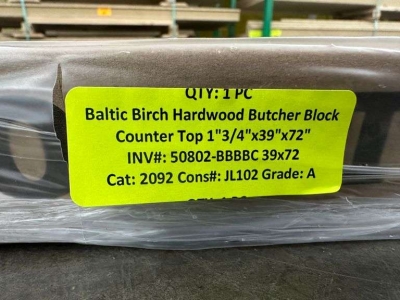 QTY: 1 PC
Baltic Birch Hardwood Butcher Block
Counter Top 1"3/4"x39"x72"
INV#: 50802-BBBBC 39x72
Cat: 2092 Cons#: JL102 Grade: A